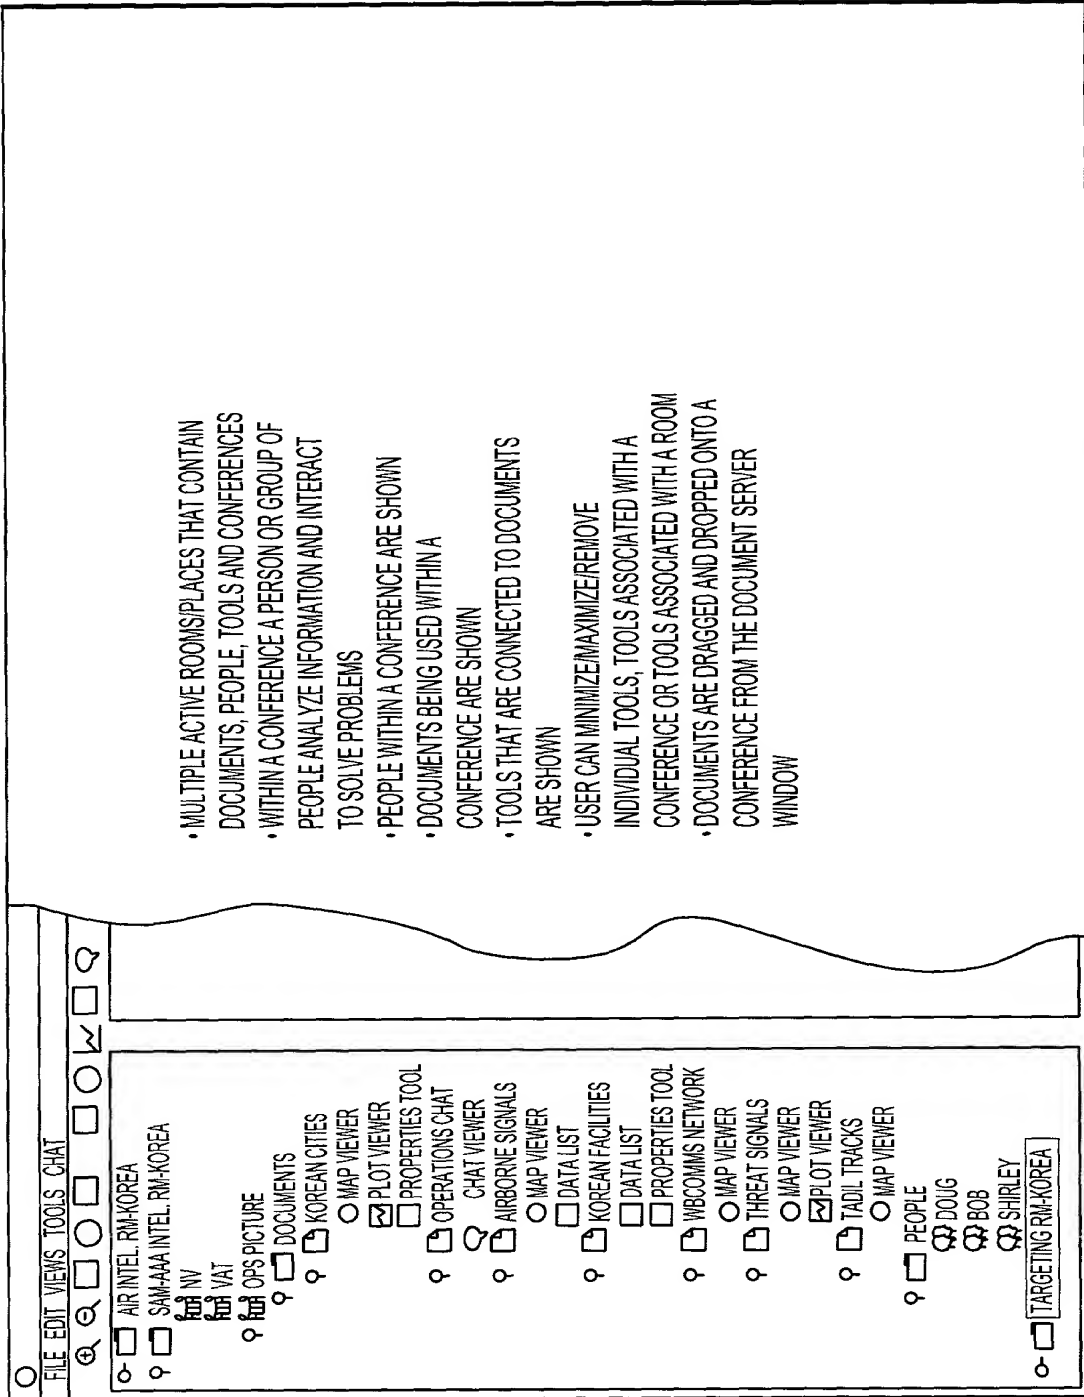 FILE EDIT VIEWS TOOLS CHAT
AIR INTEL. RM-KOREA
SAM-AAA INTEL. RM-KOREA
NV
VAT
OPS PICTURE
DOCUMENTS
KOREAN CITIES
MAP VIEWER
PLOT VIEWER
PROPERTIES TOOL
OPERATIONS CHAT
CHAT VIEWER
AIRBORNE SIGNALS
MAP VIEWER
DATA LIST
KOREAN FACILITIES
DATA LIST
PROPERTIES TOOL
WBCOMMS NETWORK
MAP VIEWER
THREAT SIGNALS
MAP VIEWER
PLOT VIEWER
TADIL TRACKS
MAP VIEWER
PEOPLE
DOUG
BOB
SHIRLEY
TARGETING RM-KOREA
• MULTIPLE ACTIVE ROOMS/PLACES THAT CONTAIN
DOCUMENTS, PEOPLE, TOOLS AND CONFERENCES
• WITHIN A CONFERENCE A PERSON OR GROUP OF
PEOPLE ANALYZE INFORMATION AND INTERACT
TO SOLVE PROBLEMS
• PEOPLE WITHIN A CONFERENCE ARE SHOWN
• DOCUMENTS BEING USED WITHIN A
CONFERENCE ARE SHOWN
• TOOLS THAT ARE CONNECTED TO DOCUMENTS
ARE SHOWN
• USER CAN MINIMIZE/MAXIMIZE/REMOVE
INDIVIDUAL TOOLS, TOOLS ASSOCIATED WITH A
CONFERENCE OR TOOLS ASSOCIATED WITH A ROOM
• DOCUMENTS ARE DRAGGED AND DROPPED ONTO A
CONFERENCE FROM THE DOCUMENT SERVER
WINDOW